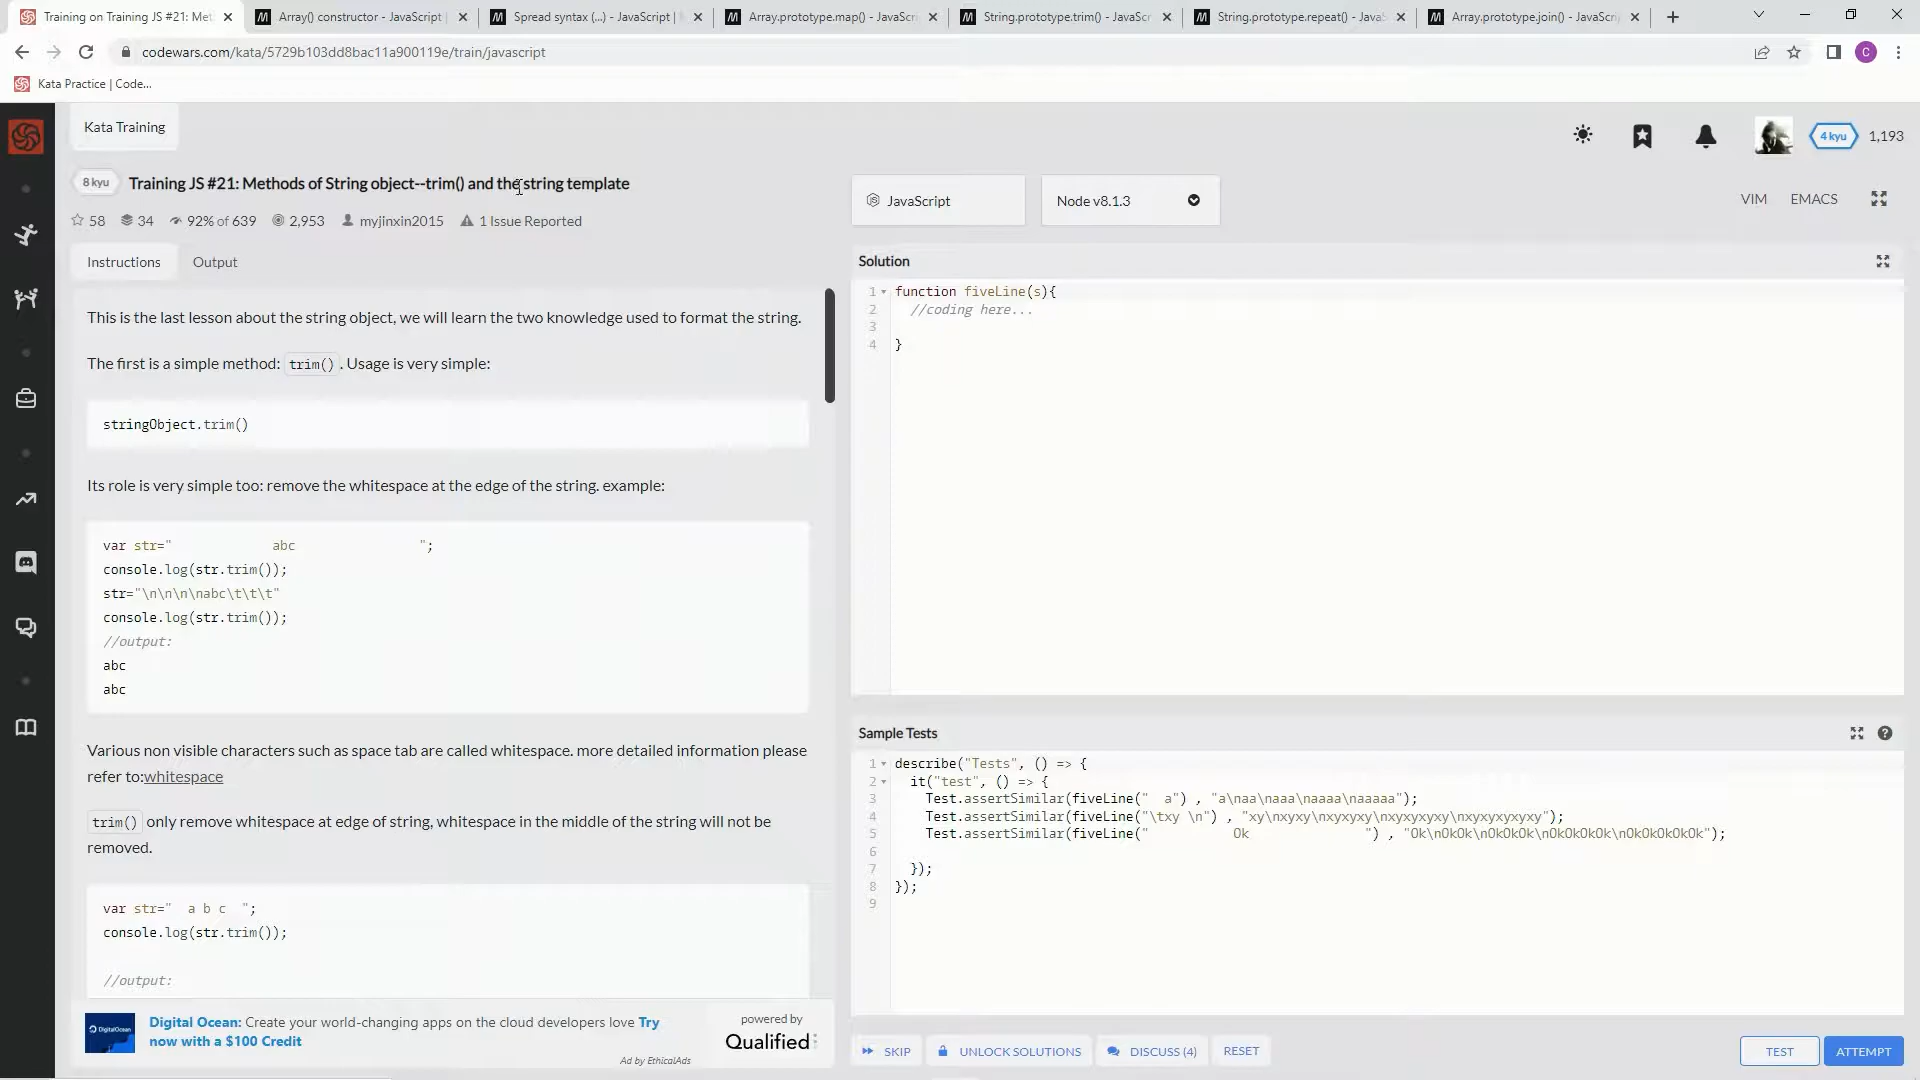 Training on Training JS #21: Met
Array() constructor - JavaScript
Spread syntax (...) - JavaScript |
Array.prototype.map() - JavaScri
String.prototype.trim() - JavaScr
String.prototype.repeat() - JavaS
Array.prototype.join() - JavaScri
codewars.com/kata/5729b103dd8bac11a900119e/train/javascript
C
Kata Practice | Code...
Kata Training
4 kyu 1,193
8 kyu Training JS #21: Methods of String object--trim() and the string template
58 34 92% of 639 2,953 myjinxin2015 1 Issue Reported
JavaScript
Node v8.1.3
VIM EMACS
Instructions Output
This is the last lesson about the string object, we will learn the two knowledge used to format the string.
The first is a simple method: trim() . Usage is very simple:
stringObject.trim()
Its role is very simple too: remove the whitespace at the edge of the string. example:
var str="             abc                ";
console.log(str.trim());
str="\n\n\n\nabc\t\t\t"
console.log(str.trim());
//output:
abc
abc
Various non visible characters such as space tab are called whitespace. more detailed information please
refer to:whitespace
trim() only remove whitespace at edge of string, whitespace in the middle of the string will not be
removed.
var str="  a b c  ";
console.log(str.trim());
//output:
Digital Ocean: Create your world-changing apps on the cloud developers love Try
now with a $100 Credit
Ad by EthicalAds
powered by
Qualified
Solution
1 function fiveLine(s){
2   //coding here...
3
4 }
Sample Tests
1 describe("Tests", () => {
2   it("test", () => {
3     Test.assertSimilar(fiveLine("  a") , "a\naa\naaa\naaaa\naaaaa");
4     Test.assertSimilar(fiveLine("\txy \n") , "xy\nxyxy\nxyxyxy\nxyxyxyxy\nxyxyxyxyxy");
5     Test.assertSimilar(fiveLine("           Ok               ") , "Ok\nOkOk\nOkOkOk\nOkOkOkOk\nOkOkOkOkOk");
6
7   });
8 });
9
SKIP UNLOCK SOLUTIONS DISCUSS (4) RESET
TEST ATTEMPT